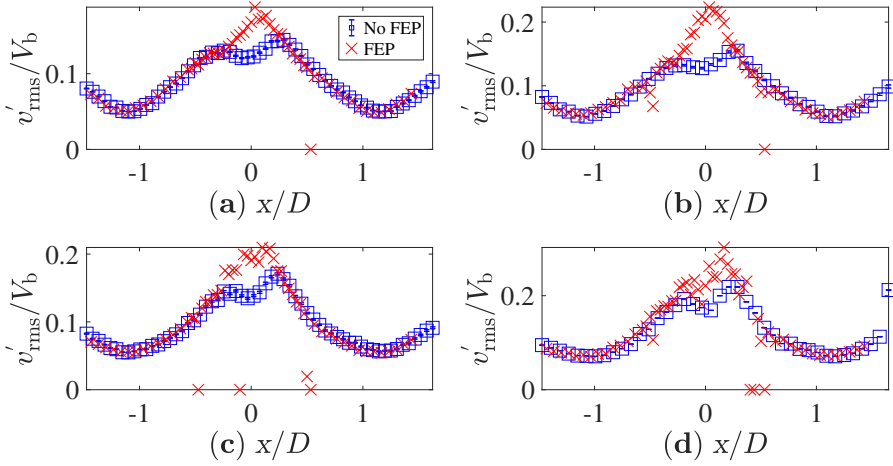 0.1
0
v′rms/Vb
No FEP
FEP
-1 0 1
(a) x/D
0.2
0.1
0
v′rms/Vb
-1 0 1
(b) x/D
0.2
0.1
0
v′rms/Vb
-1 0 1
(c) x/D
0.2
0
v′rms/Vb
-1 0 1
(d) x/D